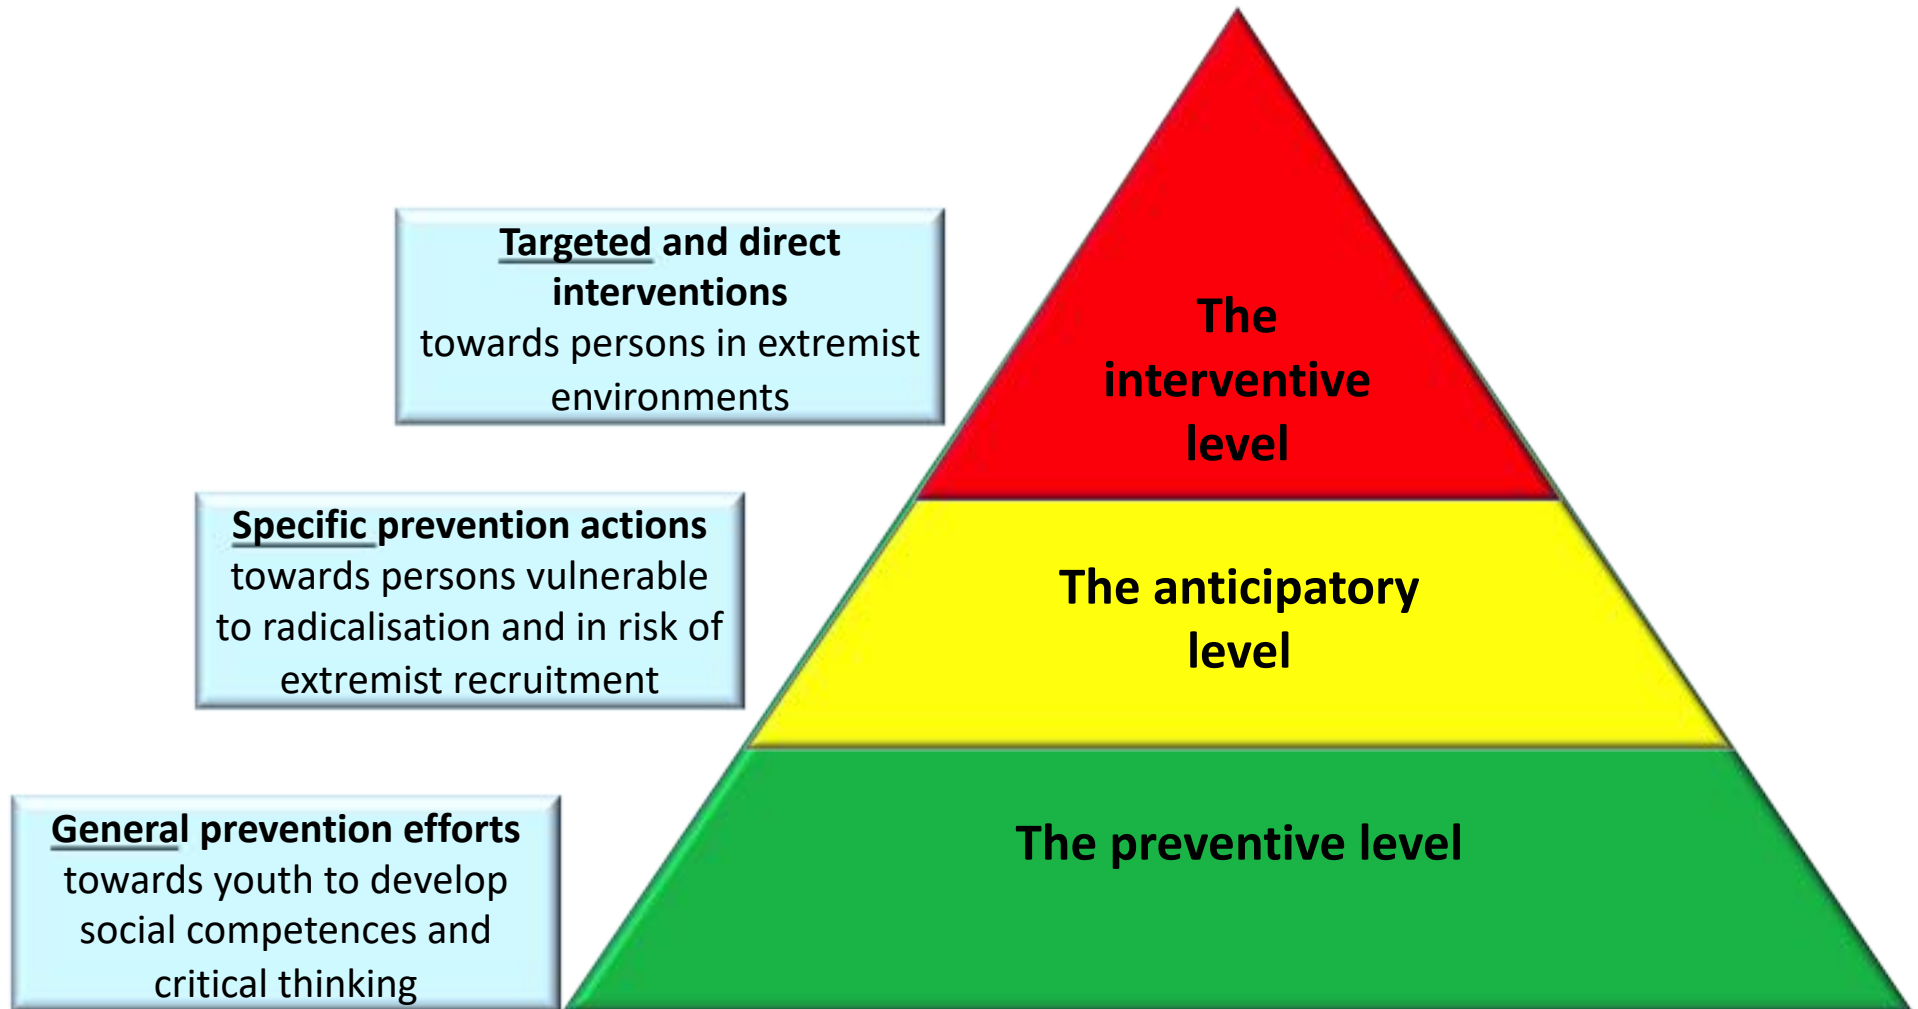 Targeted and direct
interventions
towards persons in extremist
environments
The
interventive
level
Specific prevention actions
towards persons vulnerable
to radicalisation and in risk of
extremist recruitment
The anticipatory
level
General prevention efforts
towards youth to develop
social competences and
critical thinking
The preventive level